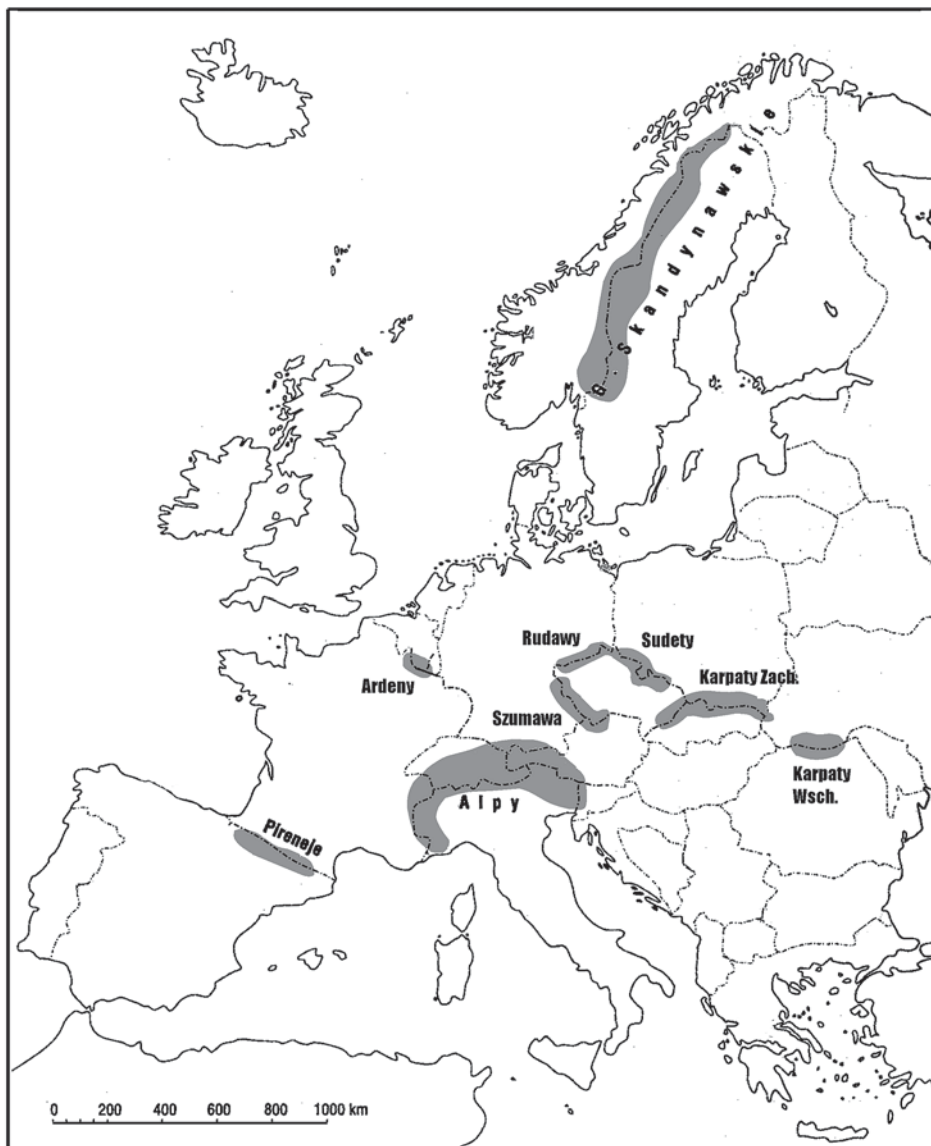 G. Skandynawskie
Rudawy
Sudety
Karpaty Zach.
Ardeny
Szumawa
Karpaty
Wsch.
Alpy
Pireneje
0 200 400 600 800 1000 km